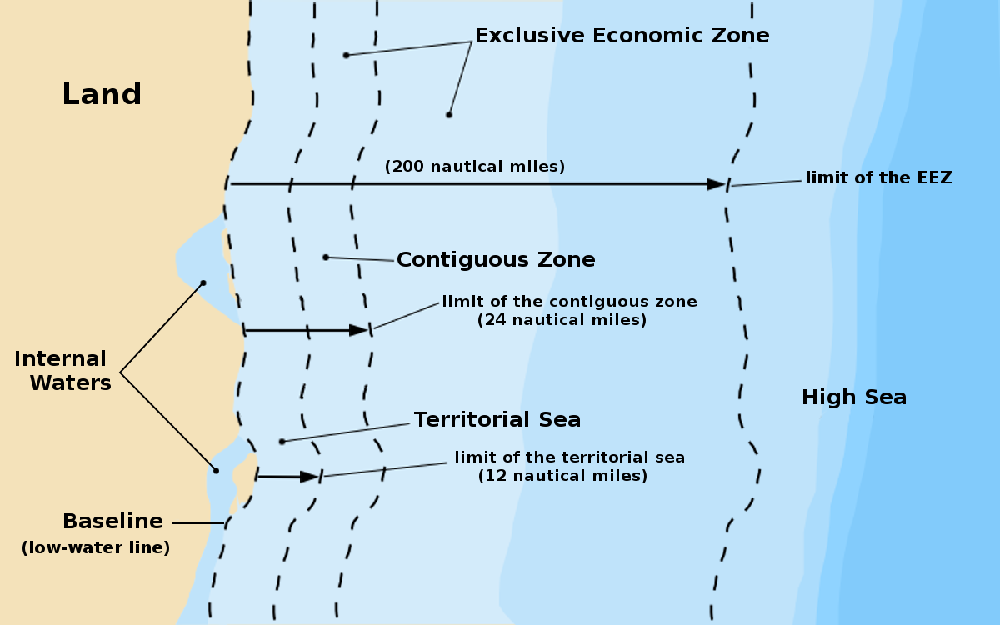 Exclusive Economic Zone
Land
(200 nautical miles)
limit of the EEZ
Contiguous Zone
limit of the contiguous zone
(24 nautical miles)
Internal
Waters
High Sea
Territorial Sea
limit of the territorial sea
(12 nautical miles)
Baseline
(low-water line)